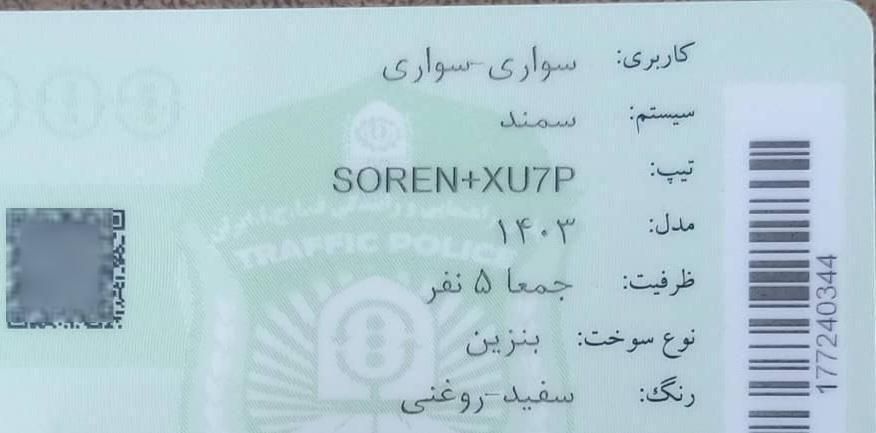 کاربری: سواری-سواری
سیستم: سمند
تیپ: SOREN+XU7P
مدل: ۱۴۰۳
ظرفیت: جمعا ۵ نفر
نوع سوخت: بنزین
رنگ: سفید-روغنی
177240344
TRAFFIC POLICE